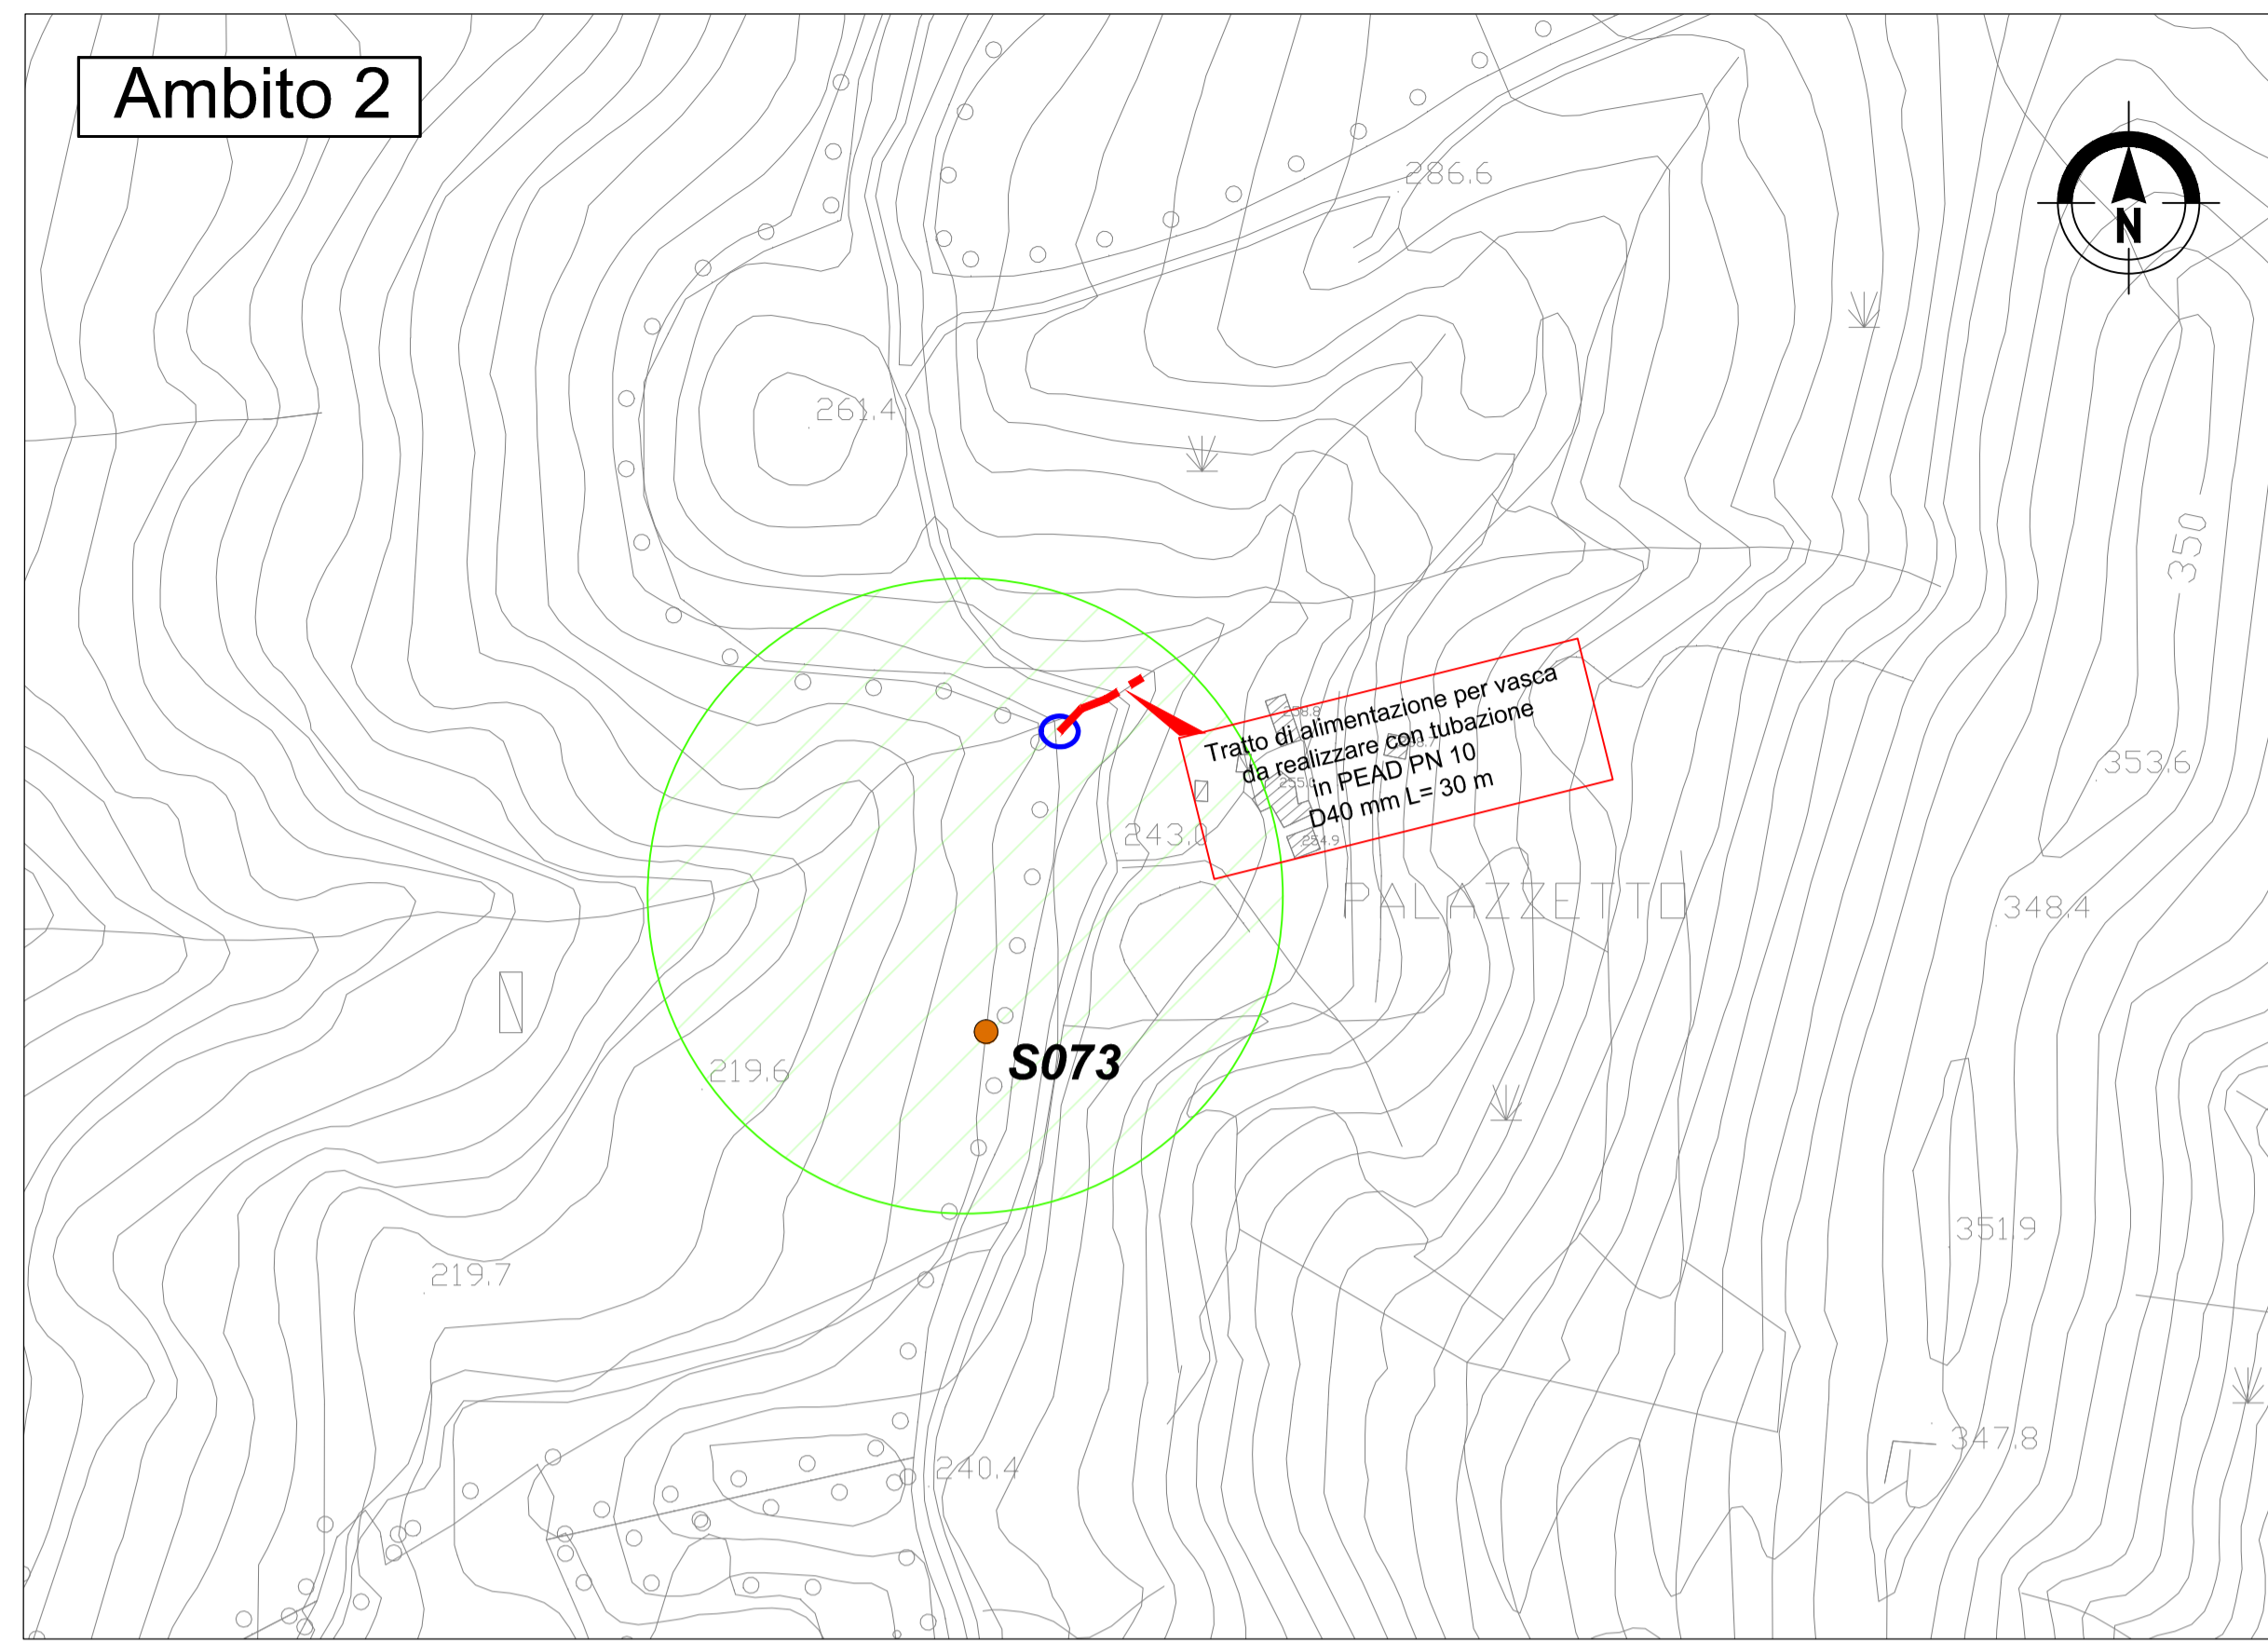 Ambito 2
286.6
N
261.4
350
Tratto di alimentazione per vasca
da realizzare con tubazione
in PEAD PN 10
D40 mm L= 30 m
243.0
254.9
353.6
PALAZZETTO
348.4
S073
219.6
351.9
219.7
347.8
240.4